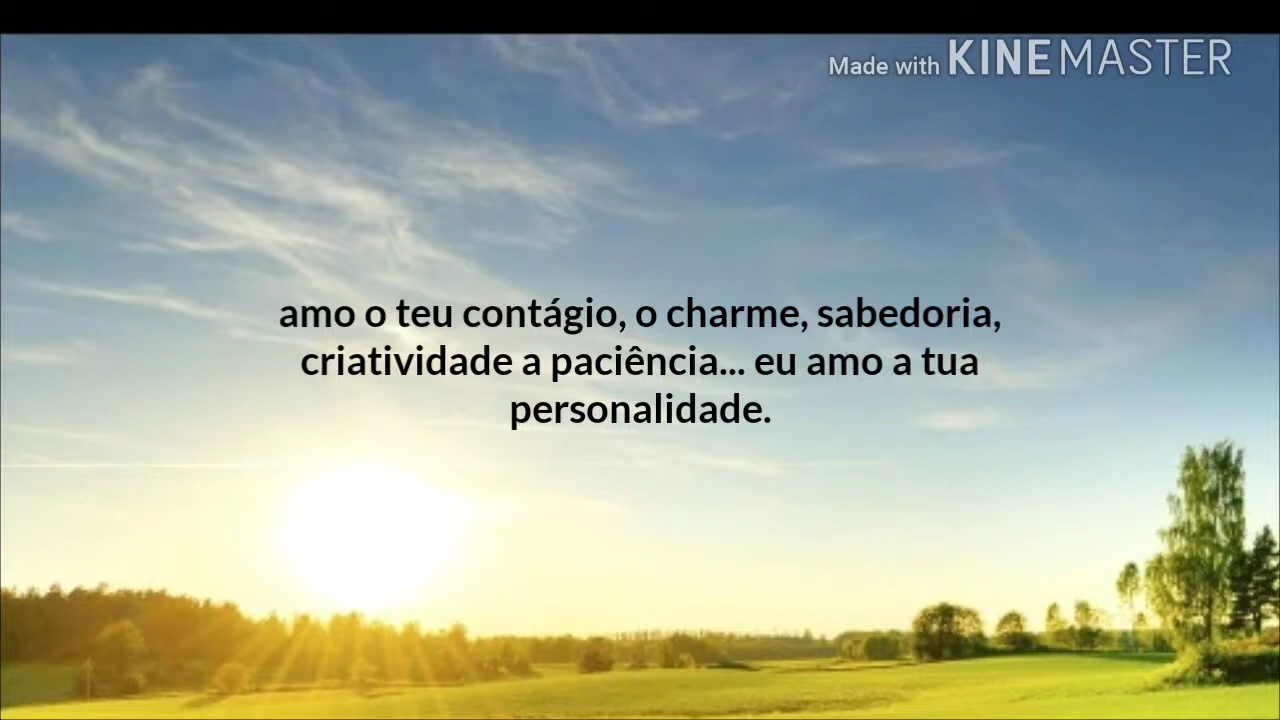 Made with KINEMASTER
amo o teu contágio, o charme, sabedoria,
criatividade a paciência... eu amo a tua
personalidade.